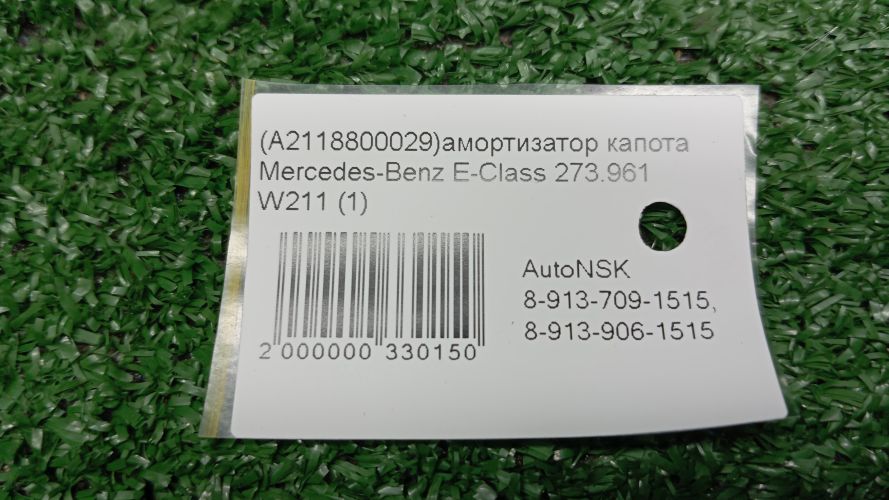 (A2118800029)амортизатор капота
Mercedes-Benz E-Class 273.961
W211 (1)
AutoNSK
8-913-709-1515,
8-913-906-1515
2 000000 330150